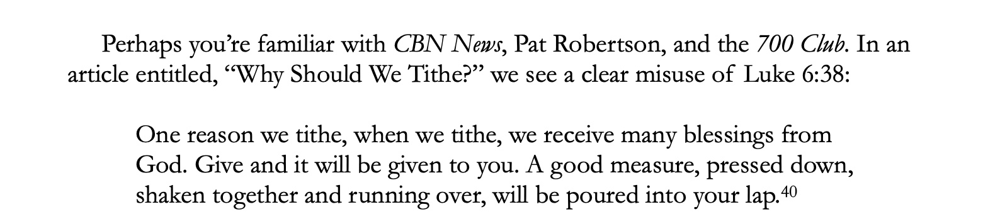 Perhaps you’re familiar with CBN News, Pat Robertson, and the 700 Club. In an
article entitled, “Why Should We Tithe?” we see a clear misuse of Luke 6:38:
One reason we tithe, when we tithe, we receive many blessings from
God. Give and it will be given to you. A good measure, pressed down,
shaken together and running over, will be poured into your lap.40